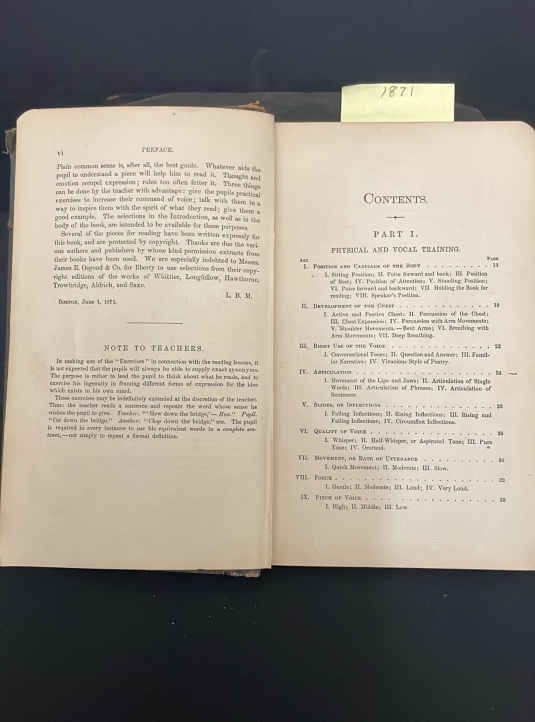 1871
vi
PREFACE.
Plain common sense is, after all, the best guide. Whatever aids the
pupil to understand a piece will help him to read it. Thought and
emotion compel expression; rules too often fetter it. Three things
can be done by the teacher with advantage: give the pupils practical
exercises to increase their command of voice; talk with them in a
way to inspire them with the spirit of what they read; give them a
good example. The selections in the Introduction, as well as in the
body of the book, are intended to be available for these purposes.
Several of the pieces for reading have been written expressly for
this book, and are protected by copyright. Thanks are due the vari-
ous authors and publishers by whose kind permission extracts from
their books have been used. We are especially indebted to Messrs.
James R. Osgood & Co. for liberty to use selections from their copy-
right editions of the works of Whittier, Longfellow, Hawthorne,
Trowbridge, Aldrich, and Saxe.
L. B. M.
Boston, June 1, 1871.
NOTE TO TEACHERS.
In making use of the "Exercises" in connection with the reading lessons, it
is not expected that the pupils will always be able to supply exact synonyms.
The purpose is rather to lead the pupil to think about what he reads, and to
exercise his ingenuity in framing different forms of expression for the idea
which exists in his own mind.
These exercises may be indefinitely extended at the discretion of the teacher.
Thus: the teacher reads a sentence and repeats the word whose sense he
wishes the pupil to give. Teacher: "'Hew down the bridge,' — Hew." Pupil.
"Cut down the bridge." Another. "Chop down the bridge," etc. The pupil
is required in every instance to use his equivalent words in a complete sen-
tence, — not simply to repeat a formal definition.
CONTENTS.
PART I.
PHYSICAL AND VOCAL TRAINING.
Page
I. Position and Carriage of the Body
I. Sitting Position; II. Poise forward and back; III. Position
of Feet; IV. Position of Attention; V. Standing Position;
VI. Poise forward and backward; VII. Holding the Book for
reading; VIII. Speaker's Position.
II. Development of the Chest
I. Active and Passive Chest; II. Percussion of the Chest;
III. Chest Expansion; IV. Percussion with Arm Movements;
V. Shoulder Movements. — Bent Arms; VI. Breathing with
Arm Movements; VII. Deep Breathing.
III. Right Use of the Voice 22
I. Conversational Tones; II. Question and Answer; III. Famil-
iar Narrative; IV. Vivacious Style of Poetry.
IV. Articulation 24
I. Movement of the Lips and Jaws; II. Articulation of Single
Words; III. Articulation of Phrases; IV. Articulation of
Sentences.
V. Slides, or Inflections
I. Falling Inflections; II. Rising Inflections; III. Rising and
Falling Inflections; IV. Circumflex Inflections.
VI. Quality of Voice
I. Whisper; II. Half-Whisper, or Aspirated Tone; III. Pure
Tone; IV. Orotund.
VII. Movement, or Rate of Utterance 31
I. Quick Movement; II. Moderate; III. Slow.
VIII. Force 32
I. Gentle; II. Moderate; III. Loud; IV. Very Loud.
IX. Pitch of Voice
I. High; II. Middle; III. Low.